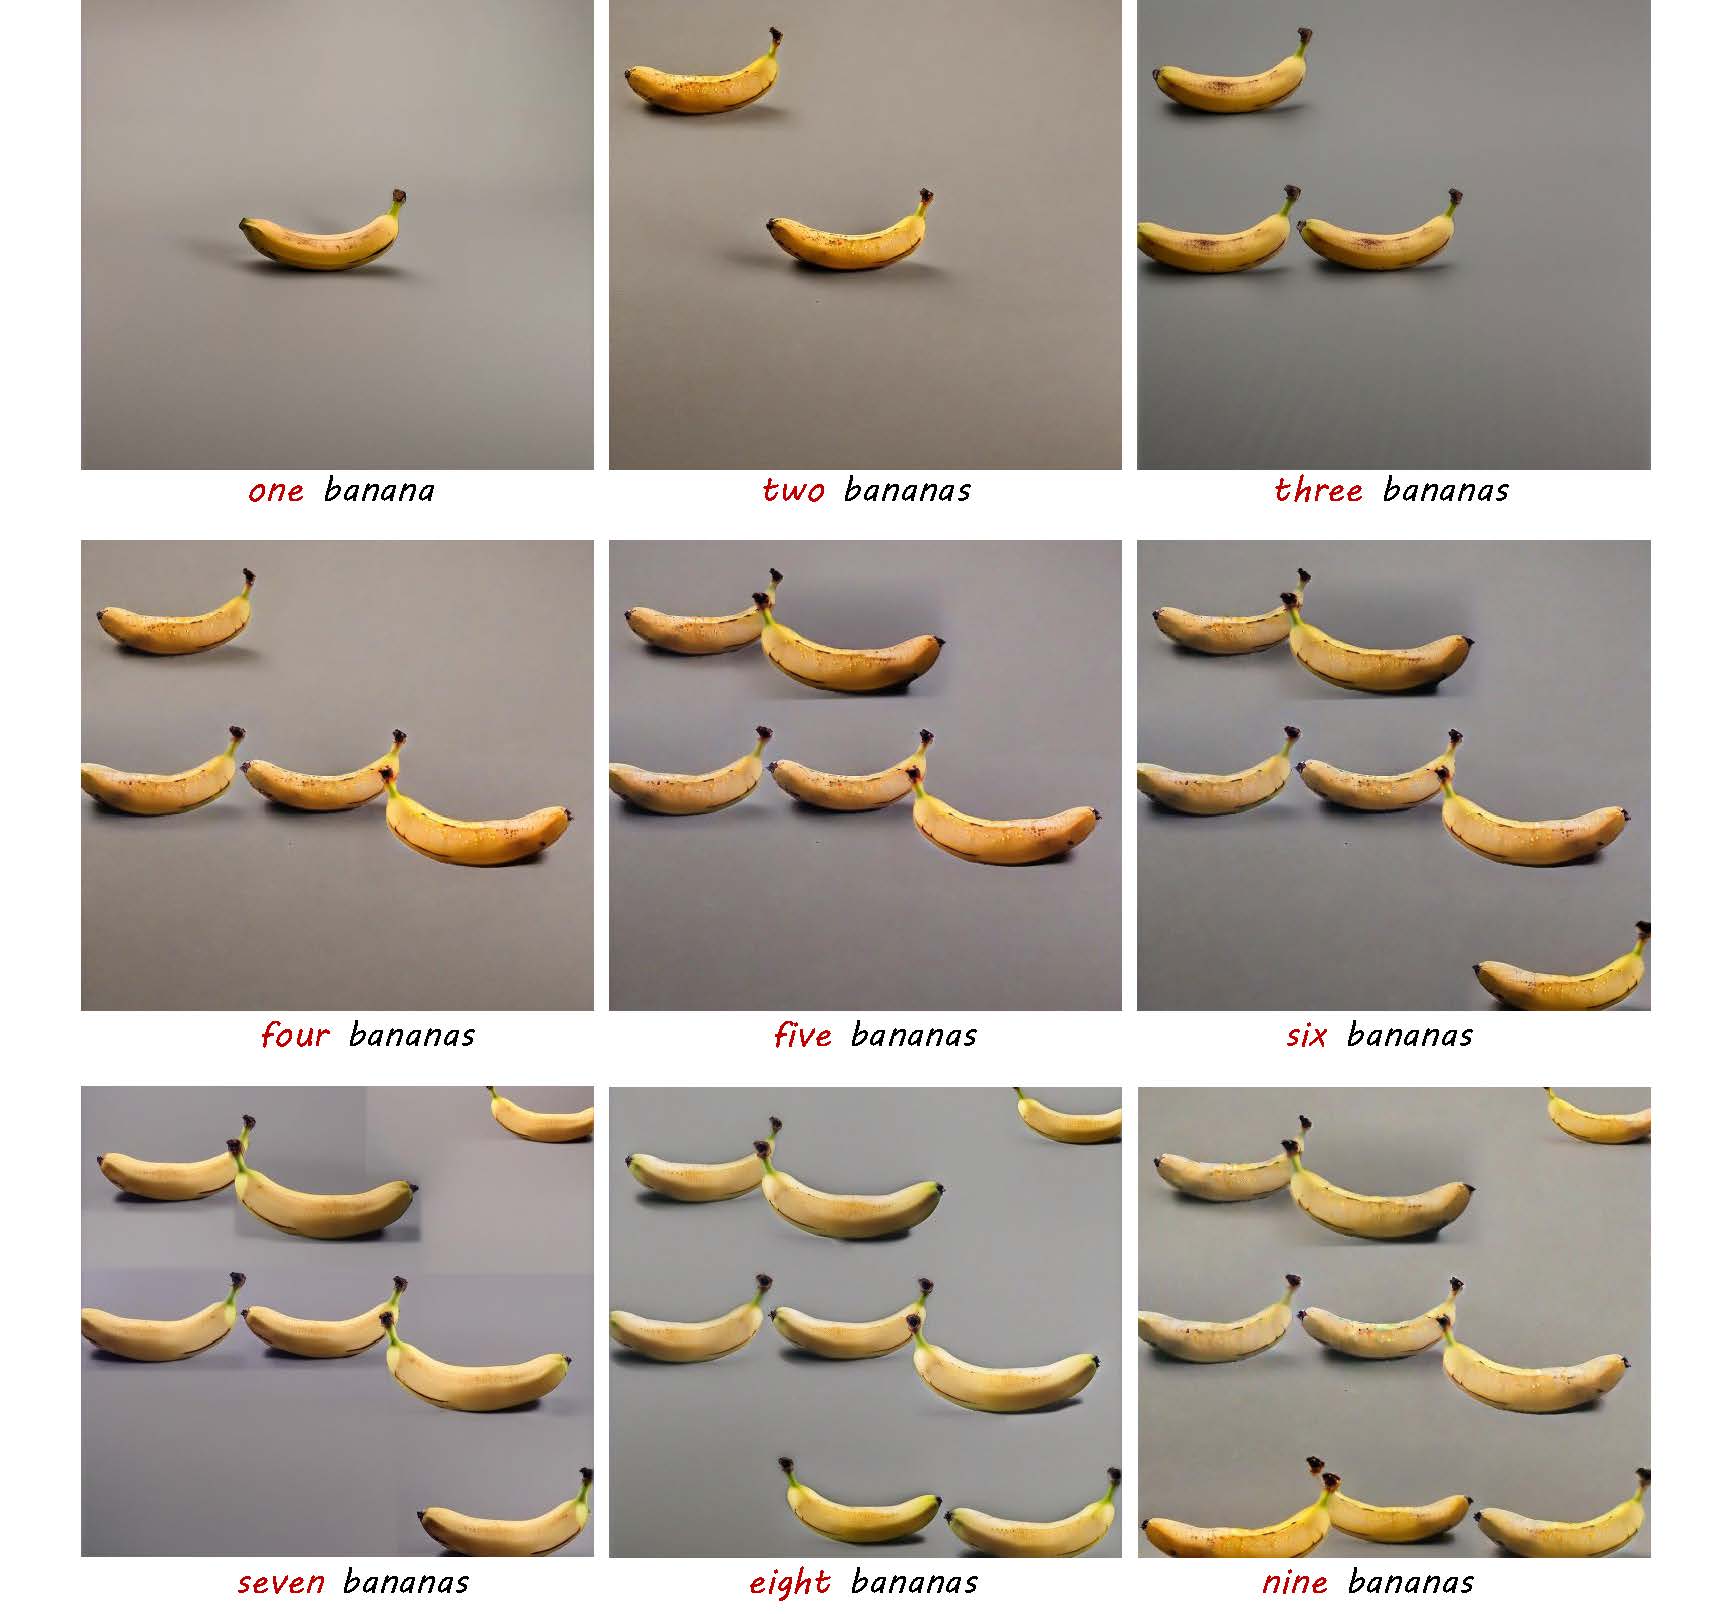 one banana
two bananas
three bananas
four bananas
five bananas
six bananas
seven bananas
eight bananas
nine bananas